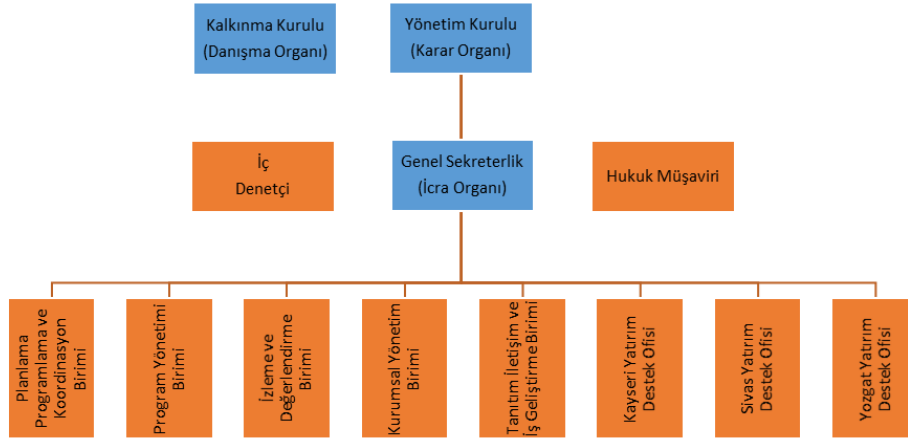 Kalkınma Kurulu
(Danışma Organı)
Yönetim Kurulu
(Karar Organı)
İç
Denetçi
Genel Sekreterlik
(İcra Organı)
Hukuk Müşaviri
Planlama
Programlama ve
Koordinasyon
Birimi
Program Yönetimi
Birimi
İzleme ve
Değerlendirme
Birimi
Kurumsal Yönetim
Birimi
Tanıtım İletişim ve
İş Geliştirme Birimi
Kayseri Yatırım
Destek Ofisi
Sivas Yatırım
Destek Ofisi
Yozgat Yatırım
Destek Ofisi